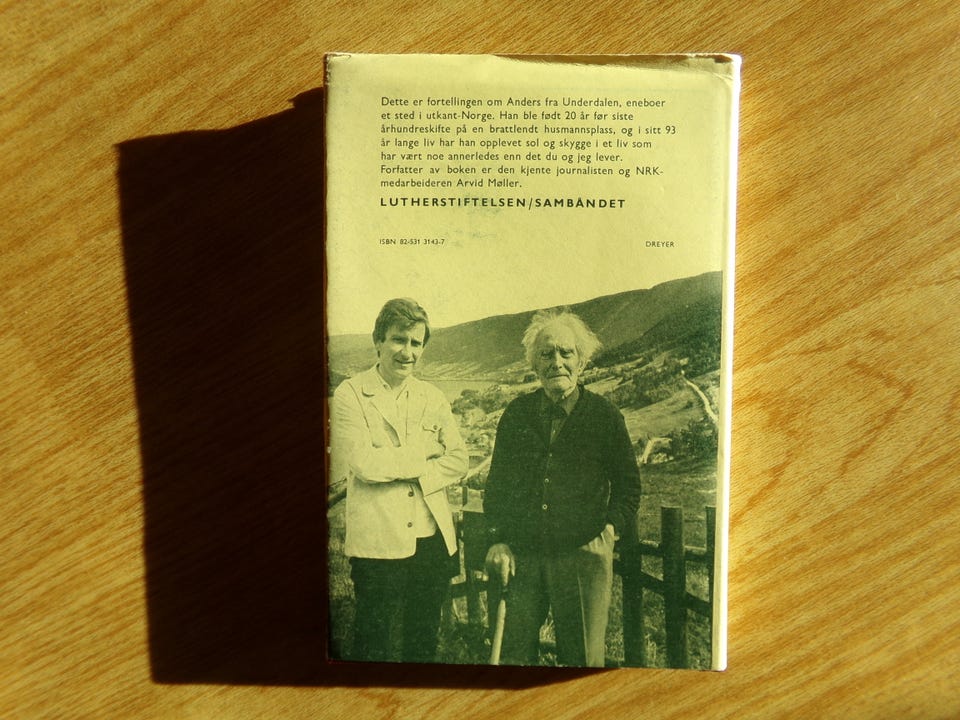 Dette er fortellingen om Anders fra Underdalen, eneboer
et sted i utkant-Norge. Han ble født 20 år før siste
århundreskifte på en brattlendt husmannsplass, og i sitt 93
år lange liv har han opplevet sol og skygge i et liv som
har vært noe annerledes enn det du og jeg lever.
Forfatter av boken er den kjente journalisten og NRK-
medarbeideren Arvid Møller.
LUTHERSTIFTELSEN/SAMBÅNDET
ISBN 82-531 3143-7 DREYER